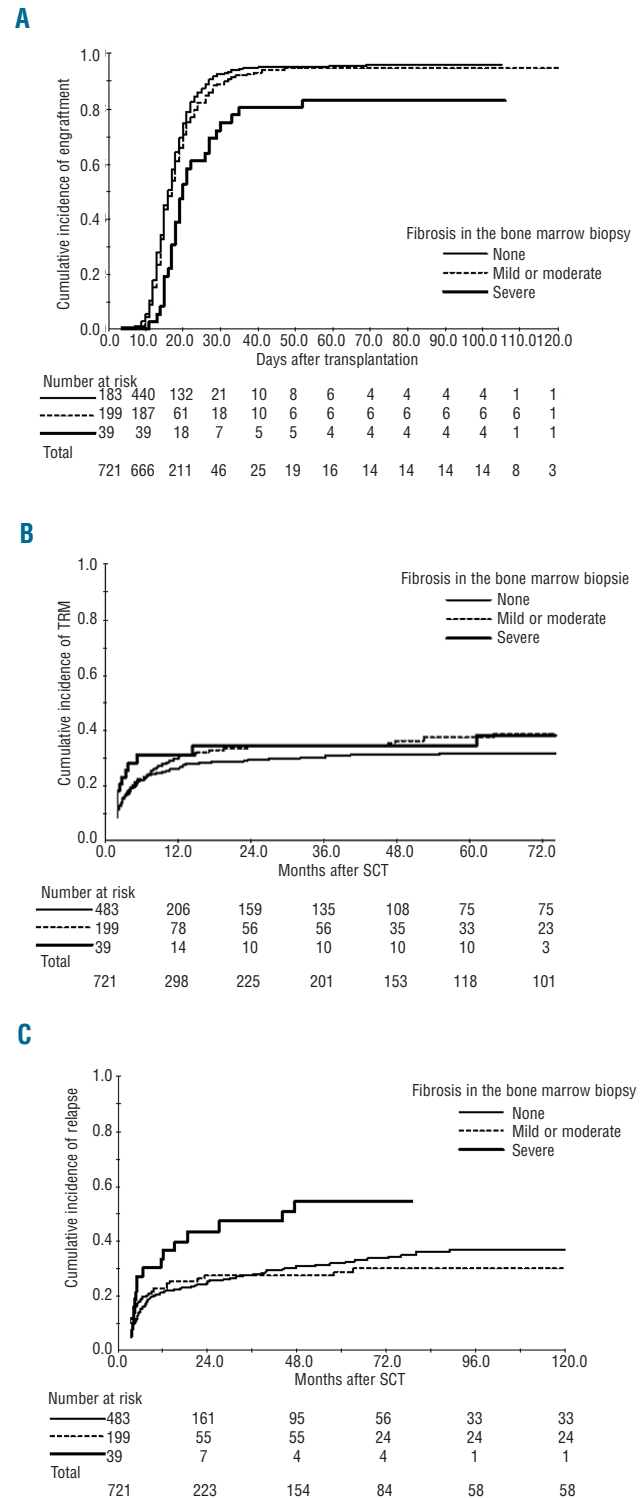 A
Cumulative incidence of engraftment
1.0
0.8
0.6
0.4
0.2
0.0
0.0 10.0 20.0 30.0 40.0 50.0 60.0 70.0 80.0 90.0 100.0 110.0120.0
Days after transplantation
Fibrosis in the bone marrow biopsy
None
Mild or moderate
Severe
Number at risk
183 440 132 21 10 8 6 4 4 4 4 1 1
199 187 61 18 10 6 6 6 6 6 6 6 1
39 39 18 7 5 5 4 4 4 4 4 1 1
Total
721 666 211 46 25 19 16 14 14 14 14 8 3
B
Cumulative incidence of TRM
1.0
0.8
0.6
0.4
0.2
0.0
0.0 12.0 24.0 36.0 48.0 60.0 72.0
Months after SCT
Fibrosis in the bone marrow biopsie
None
Mild or moderate
Severe
Number at risk
483 206 159 135 108 75 75
199 78 56 56 35 33 23
39 14 10 10 10 10 3
Total
721 298 225 201 153 118 101
C
Cumulative incidence of relapse
1.0
0.8
0.6
0.4
0.2
0.0
0.0 24.0 48.0 72.0 96.0 120.0
Months after SCT
Fibrosis in the bone marrow biopsy
None
Mild or moderate
Severe
Number at risk
483 161 95 56 33 33
199 55 55 24 24 24
39 7 4 4 1 1
Total
721 223 154 84 58 58